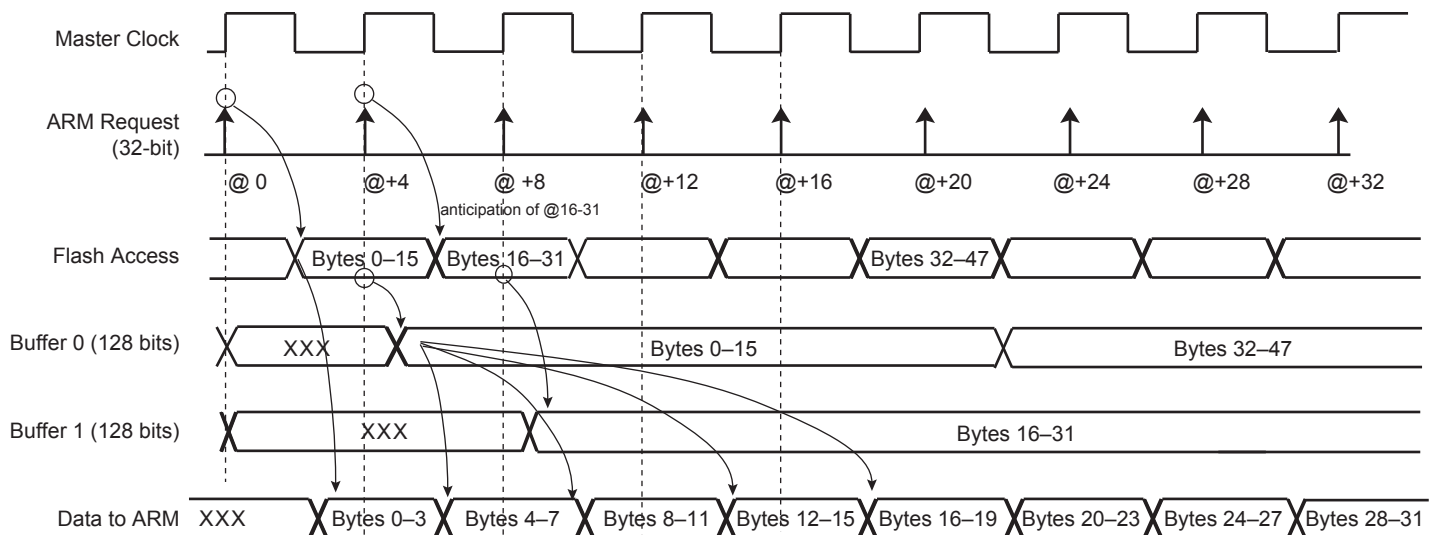 Master Clock
ARM Request
(32-bit)
@ 0 @+4 @ +8 @+12 @+16 @+20 @+24 @+28 @+32
anticipation of @16-31
Flash Access Bytes 0–15 Bytes 16–31 Bytes 32–47
Buffer 0 (128 bits) XXX Bytes 0–15 Bytes 32–47
Buffer 1 (128 bits) XXX Bytes 16–31
Data to ARM XXX Bytes 0–3 Bytes 4–7 Bytes 8–11 Bytes 12–15 Bytes 16–19 Bytes 20–23 Bytes 24–27 Bytes 28–31